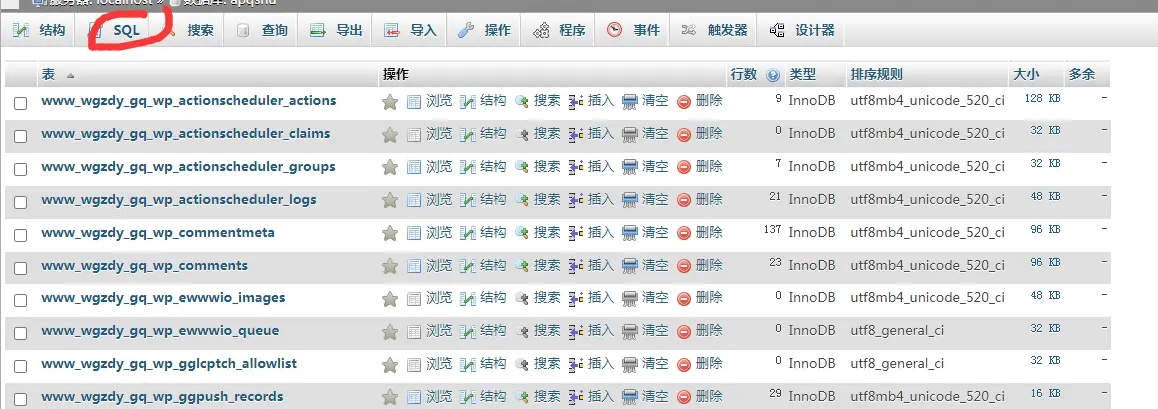 服务器: localhost » 数据库: apqshu
结构 SQL 搜索 查询 导出 导入 操作 程序 事件 触发器 设计器
表 操作 行数 类型 排序规则 大小 多余
www_wgzdy_gq_wp_actionscheduler_actions 浏览 结构 搜索 插入 清空 删除 9 InnoDB utf8mb4_unicode_520_ci 128 KB -
www_wgzdy_gq_wp_actionscheduler_claims 浏览 结构 搜索 插入 清空 删除 0 InnoDB utf8mb4_unicode_520_ci 32 KB -
www_wgzdy_gq_wp_actionscheduler_groups 浏览 结构 搜索 插入 清空 删除 7 InnoDB utf8mb4_unicode_520_ci 32 KB -
www_wgzdy_gq_wp_actionscheduler_logs 浏览 结构 搜索 插入 清空 删除 21 InnoDB utf8mb4_unicode_520_ci 48 KB -
www_wgzdy_gq_wp_commentmeta 浏览 结构 搜索 插入 清空 删除 137 InnoDB utf8mb4_unicode_520_ci 96 KB -
www_wgzdy_gq_wp_comments 浏览 结构 搜索 插入 清空 删除 23 InnoDB utf8mb4_unicode_520_ci 96 KB -
www_wgzdy_gq_wp_ewwwio_images 浏览 结构 搜索 插入 清空 删除 0 InnoDB utf8mb4_unicode_520_ci 48 KB -
www_wgzdy_gq_wp_ewwwio_queue 浏览 结构 搜索 插入 清空 删除 0 InnoDB utf8_general_ci 32 KB -
www_wgzdy_gq_wp_gglcptch_allowlist 浏览 结构 搜索 插入 清空 删除 0 InnoDB utf8_general_ci 32 KB -
www_wgzdy_gq_wp_ggpush_records 浏览 结构 搜索 插入 清空 删除 29 InnoDB utf8mb4_unicode_520_ci 16 KB -